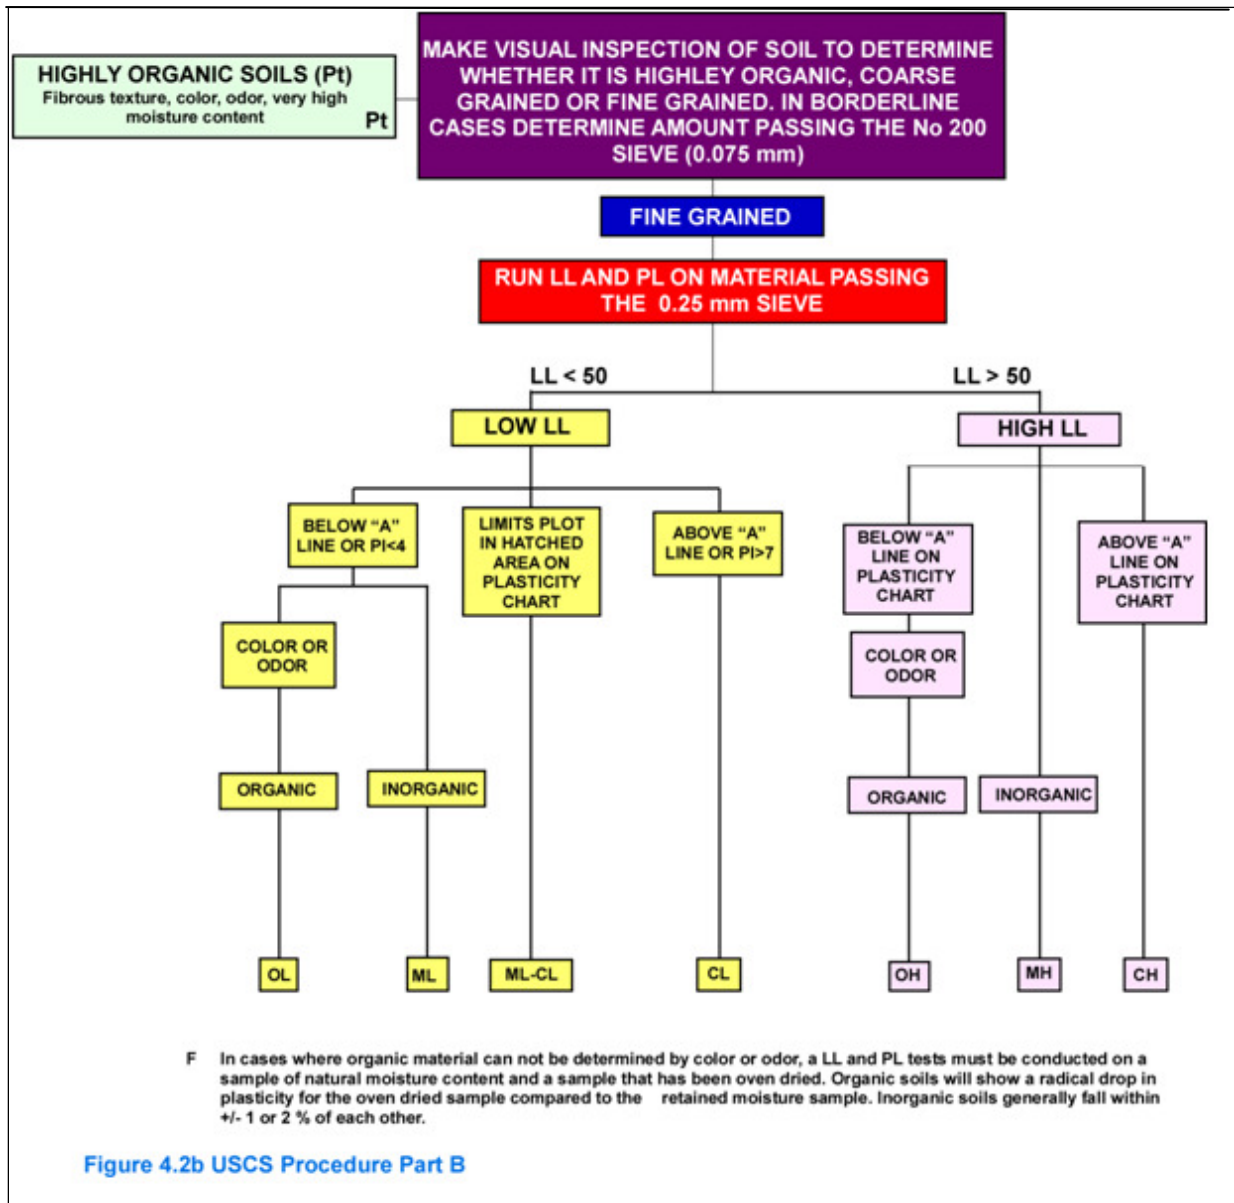 HIGHLY ORGANIC SOILS (Pt)
Fibrous texture, color, odor, very high
moisture content
Pt
MAKE VISUAL INSPECTION OF SOIL TO DETERMINE
WHETHER IT IS HIGHLEY ORGANIC, COARSE
GRAINED OR FINE GRAINED. IN BORDERLINE
CASES DETERMINE AMOUNT PASSING THE No 200
SIEVE (0.075 mm)
FINE GRAINED
RUN LL AND PL ON MATERIAL PASSING
THE 0.25 mm SIEVE
LL < 50
LL > 50
LOW LL
HIGH LL
BELOW “A”
LINE OR PI<4
LIMITS PLOT
IN HATCHED
AREA ON
PLASTICITY
CHART
ABOVE “A”
LINE OR PI>7
BELOW “A”
LINE ON
PLASTICITY
CHART
ABOVE “A”
LINE ON
PLASTICITY
CHART
COLOR OR
ODOR
COLOR OR
ODOR
ORGANIC
INORGANIC
ORGANIC
INORGANIC
OL
ML
ML-CL
CL
OH
MH
CH
F In cases where organic material can not be determined by color or odor, a LL and PL tests must be conducted on a
sample of natural moisture content and a sample that has been oven dried. Organic soils will show a radical drop in
plasticity for the oven dried sample compared to the retained moisture sample. Inorganic soils generally fall within
+/- 1 or 2 % of each other.
Figure 4.2b USCS Procedure Part B